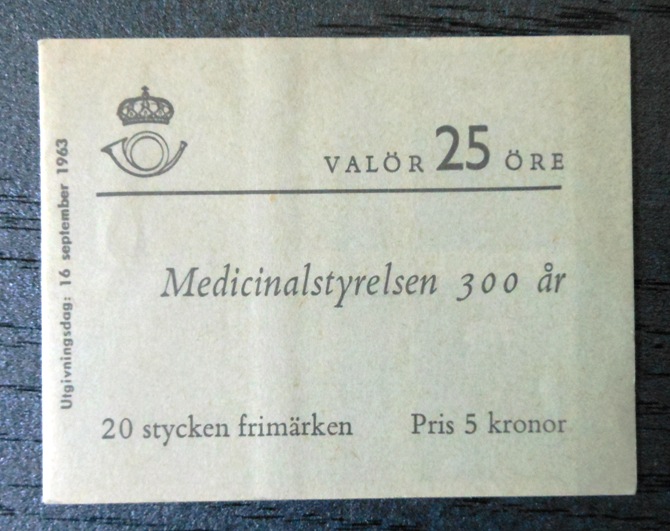 VALÖR 25 ÖRE
Medicinalstyrelsen 300 år
20 stycken frimärken Pris 5 kronor
Utgivningsdag: 16 september 1963